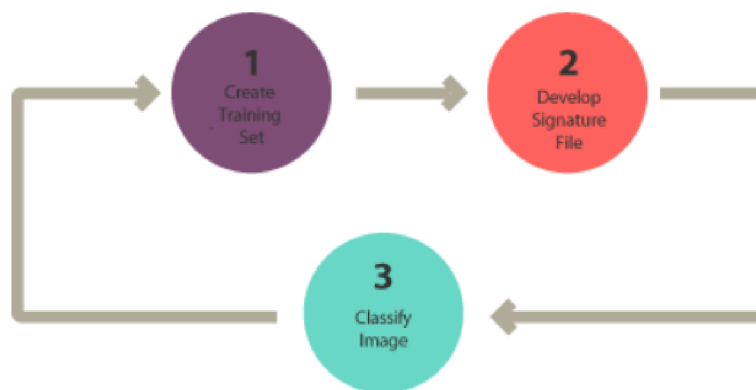 1
Create
Training
Set
2
Develop
Signature
File
3
Classify
Image